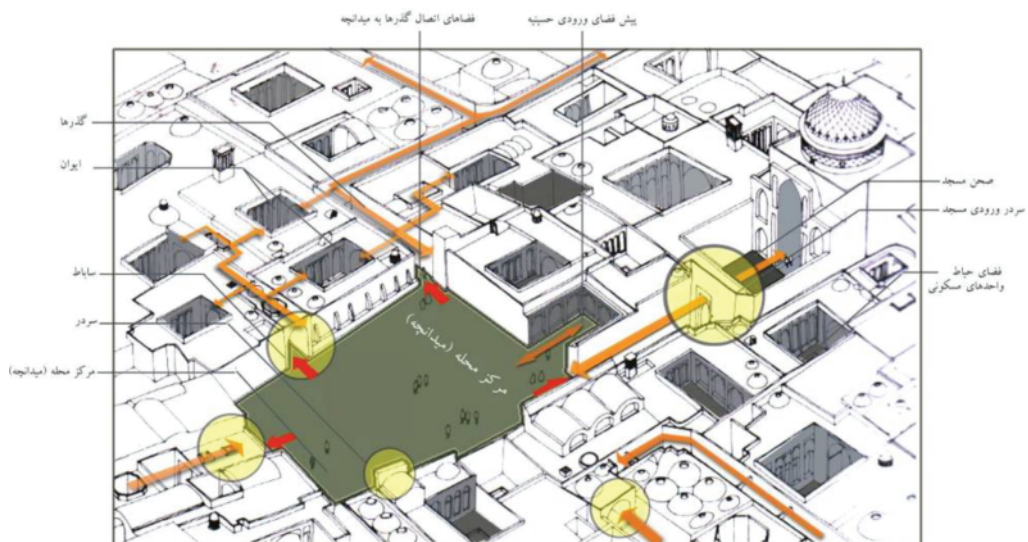 پیش فضای ورودی حسینیه
فضاهای اتصال گذرها به میدانچه
گذرها
ایوان
صحن مسجد
سردر ورودی مسجد
ساباط
فضای حیاط
واحدهای مسکونی
سردر
مرکز محله (میدانچه)
مرکز محله (میدانچه)